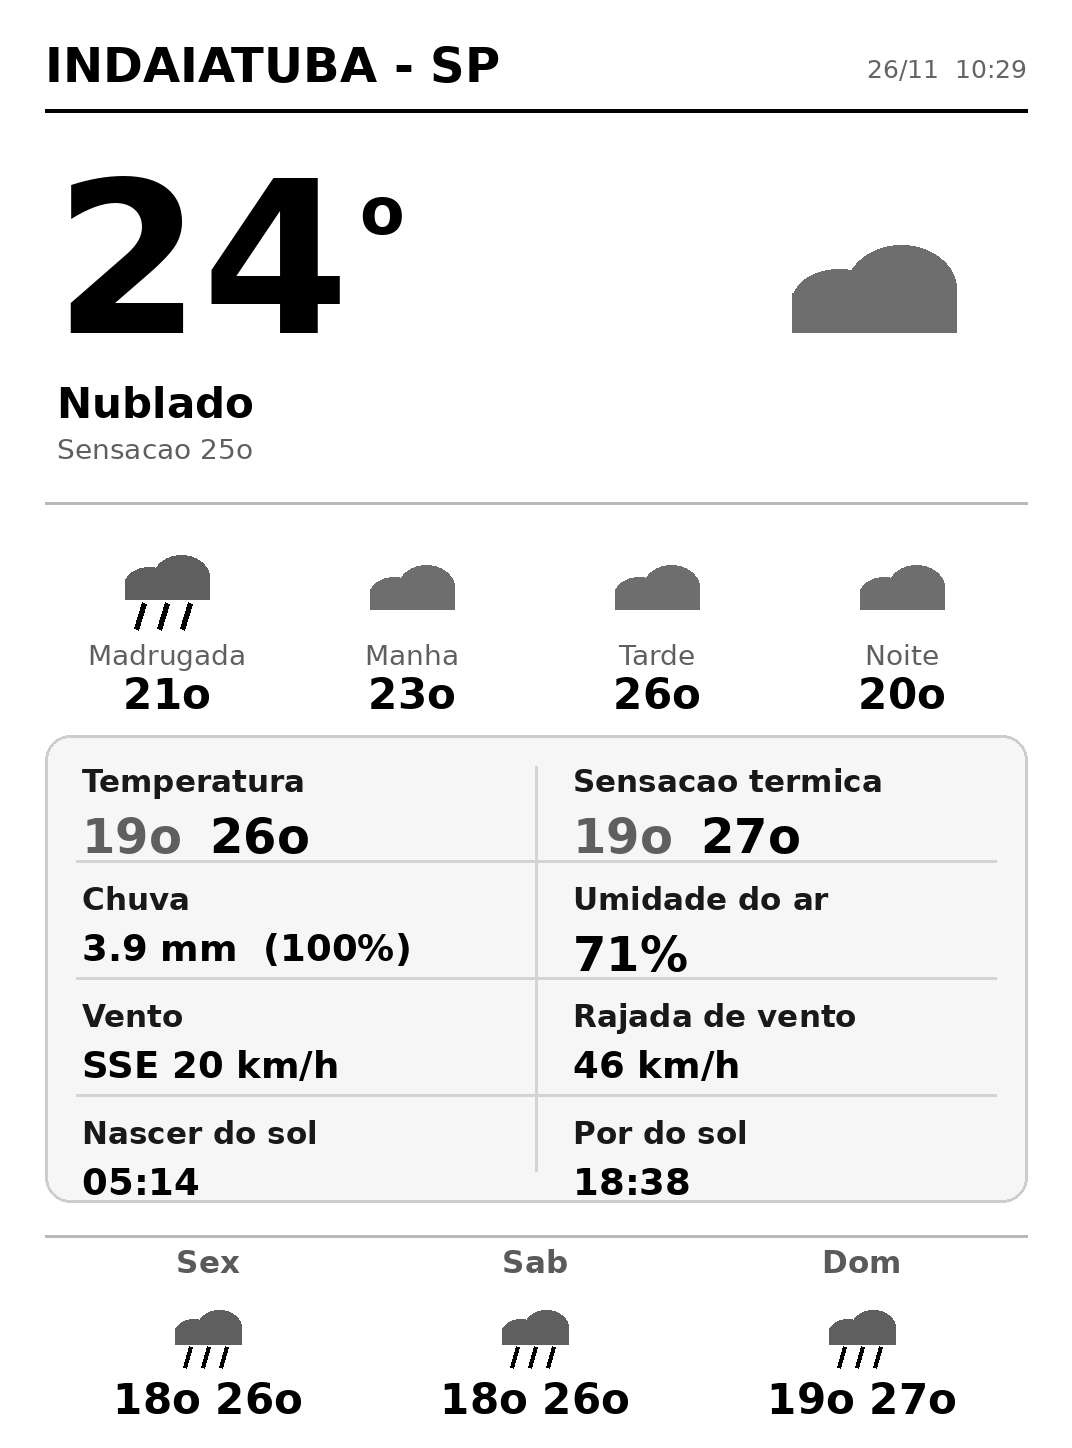 INDAIATUBA - SP 26/11 10:29
24o
Nublado
Sensacao 25o
Madrugada Manha Tarde Noite
21o 23o 26o 20o
Temperatura Sensacao termica
19o 26o 19o 27o
Chuva Umidade do ar
3.9 mm (100%) 71%
Vento Rajada de vento
SSE 20 km/h 46 km/h
Nascer do sol Por do sol
05:14 18:38
Sex Sab Dom
18o 26o 18o 26o 19o 27o